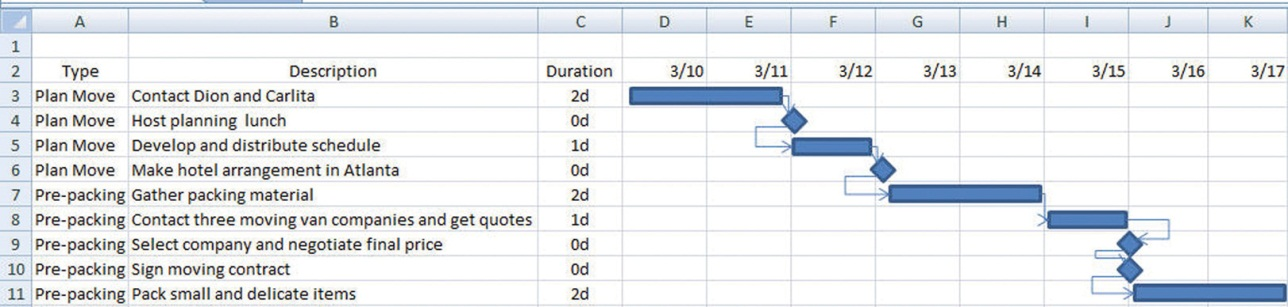 A B C D E F G H I J K
1
2 Type Description Duration 3/10 3/11 3/12 3/13 3/14 3/15 3/16 3/17
3 Plan Move Contact Dion and Carlita 2d
4 Plan Move Host planning lunch 0d
5 Plan Move Develop and distribute schedule 1d
6 Plan Move Make hotel arrangement in Atlanta 0d
7 Pre-packing Gather packing material 2d
8 Pre-packing Contact three moving van companies and get quotes 1d
9 Pre-packing Select company and negotiate final price 0d
10 Pre-packing Sign moving contract 0d
11 Pre-packing Pack small and delicate items 2d